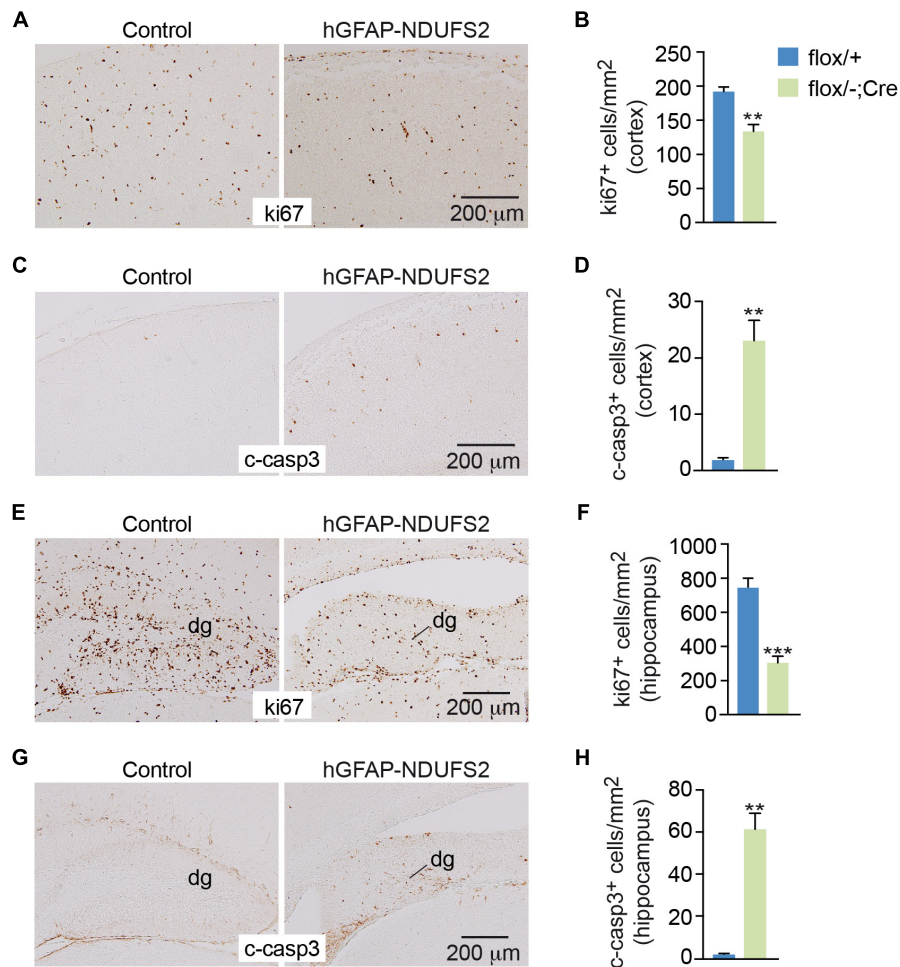 A
Control
hGFAP-NDUFS2
ki67
200 μm
B
ki67+ cells/mm2
(cortex)
250
200
150
100
50
0
**
flox/+
flox/-;Cre
C
Control
hGFAP-NDUFS2
c-casp3
200 μm
D
c-casp3+ cells/mm2
(cortex)
30
20
10
0
**
E
Control
hGFAP-NDUFS2
dg
dg
ki67
200 μm
F
ki67+ cells/mm2
(hippocampus)
1000
800
600
400
200
0
***
G
Control
hGFAP-NDUFS2
dg
dg
c-casp3
200 μm
H
c-casp3+ cells/mm2
(hippocampus)
80
60
40
20
0
**